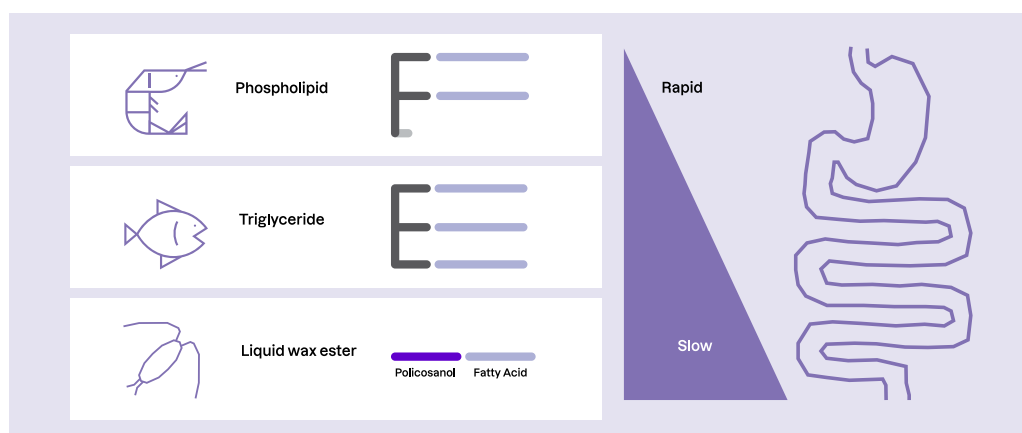 Phospholipid
Triglyceride
Liquid wax ester
Policosanol
Fatty Acid
Rapid
Slow